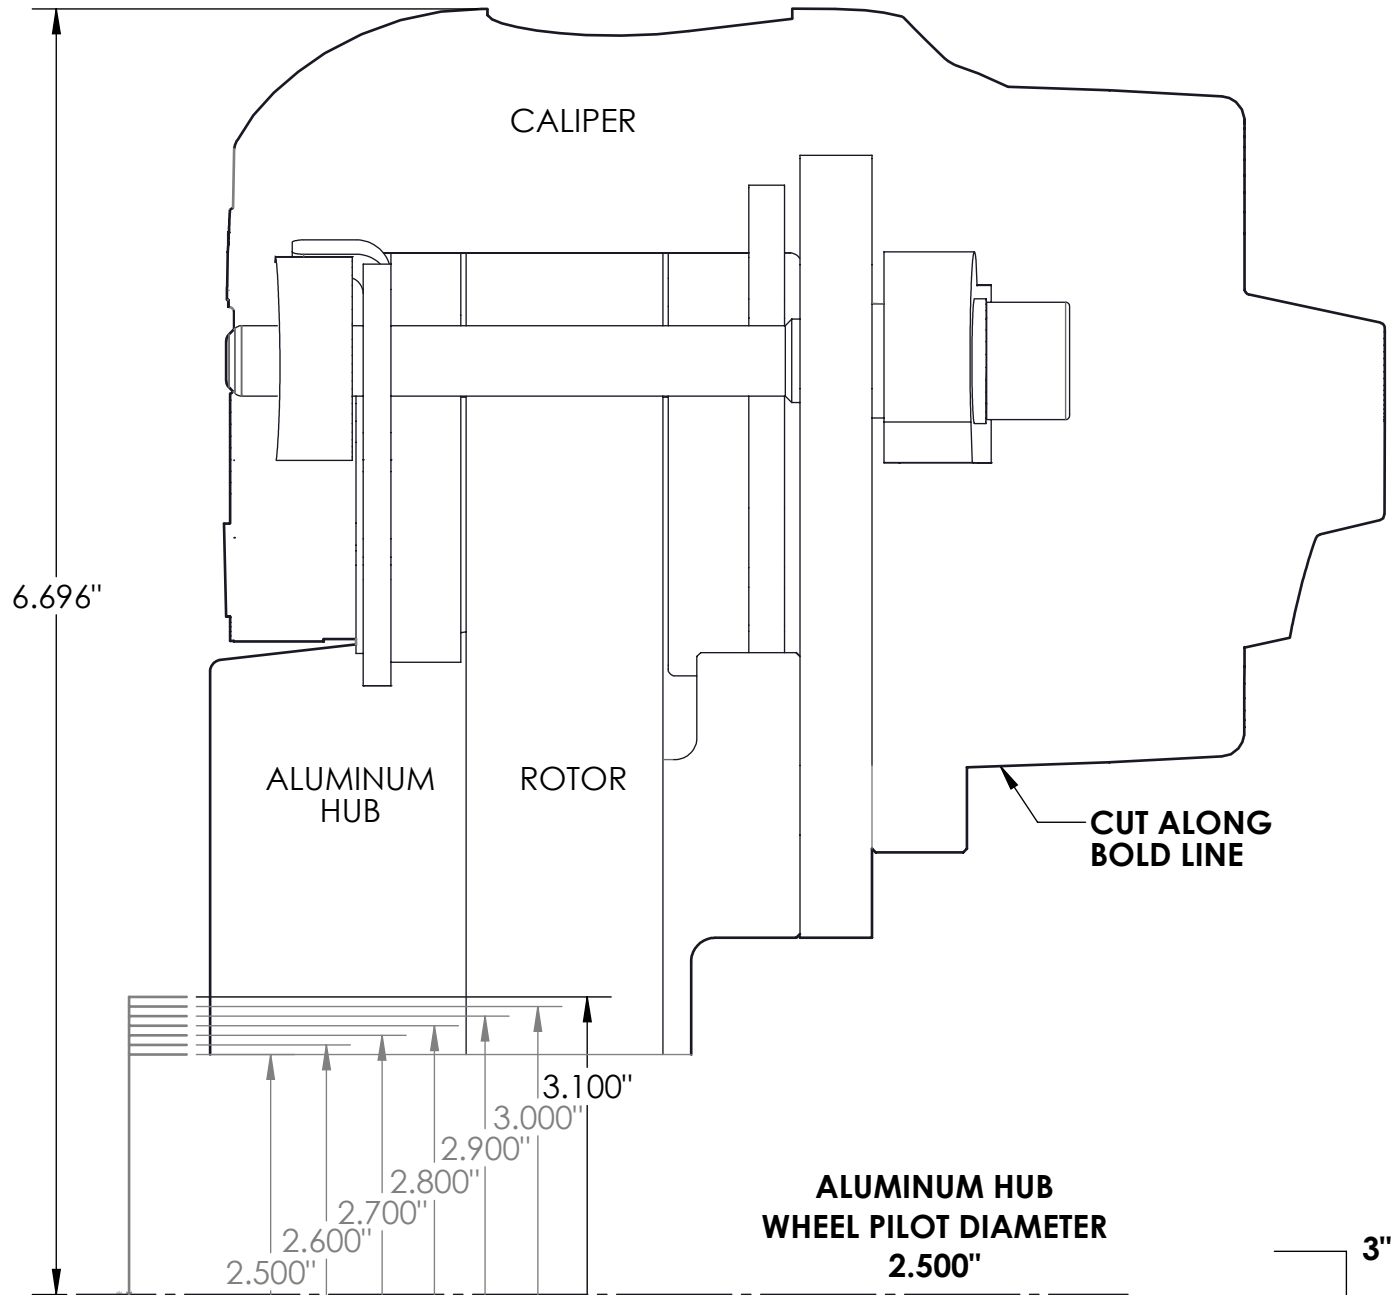 CALIPER
6.696"
ALUMINUM
HUB
ROTOR
CUT ALONG
BOLD LINE
3.100"
3.000"
2.900"
2.800"
2.700"
2.600"
2.500"
ALUMINUM HUB
WHEEL PILOT DIAMETER
2.500"
3"